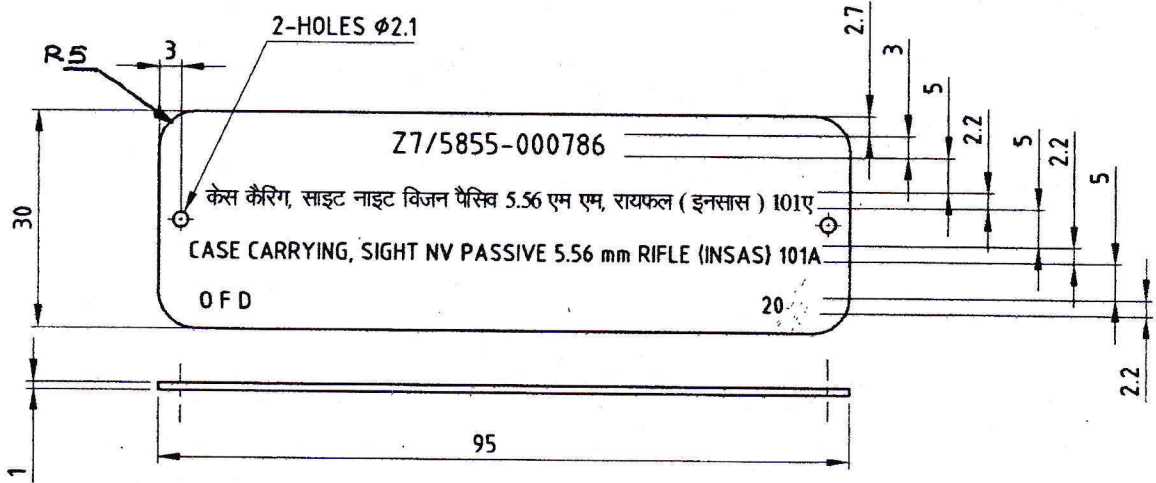 2-HOLES ϕ2.1
R5
3
2.7
3
5
2.2
5
2.2
5
2.2
30
Z7/5855-000786
केस कैरिंग, साइट नाइट विजन पैसिव 5.56 एम एम, रायफल ( इनसास ) 101ए
CASE CARRYING, SIGHT NV PASSIVE 5.56 mm RIFLE (INSAS) 101A
OFD
20
95
1